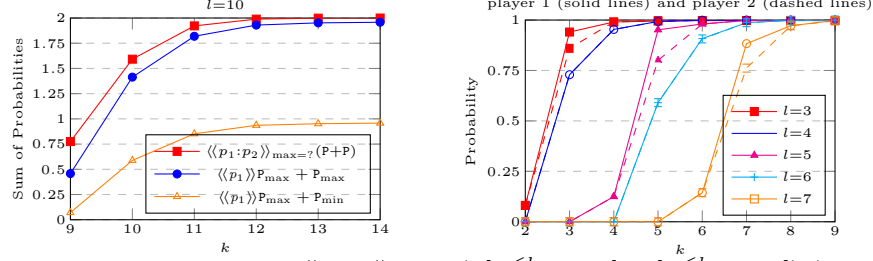 l=10
Sum of Probabilities
2
1.75
1.5
1.25
1
0.75
0.5
0.25
0
9 10 11 12 13 14
k
⟨⟨p₁:p₂⟩⟩max=?(P+P)
⟨⟨p₁⟩⟩Pmax + Pmax
⟨⟨p₁⟩⟩Pmax + Pmin
player 1 (solid lines) and player 2 (dashed lines)
Probability
1
0.75
0.5
0.25
0
2 3 4 5 6 7 8 9
k
l=3
l=4
l=5
l=6
l=7